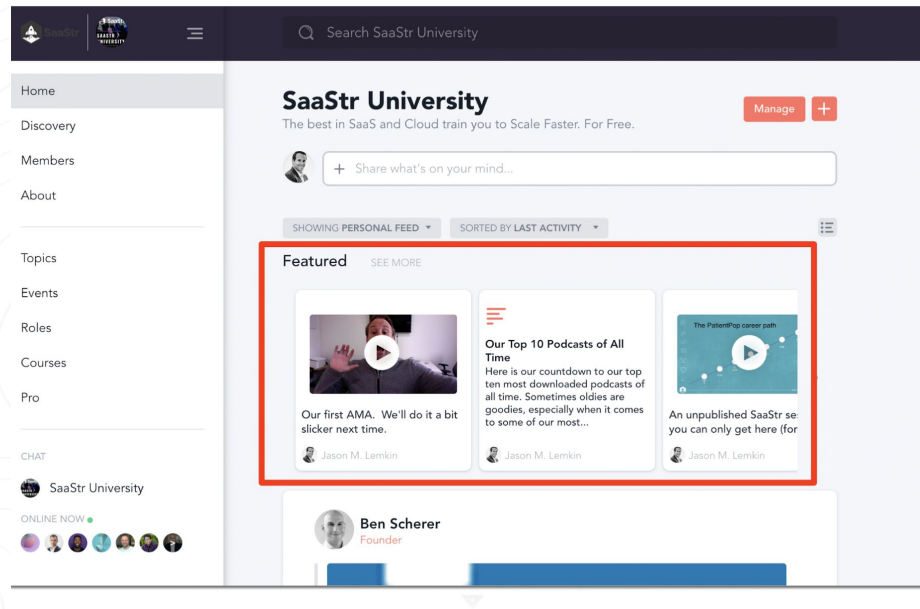 SaaStr
SAASTR
UNIVERSITY
Search SaaStr University
Home
Discovery
Members
About
Topics
Events
Roles
Courses
Pro
CHAT
SaaStr University
ONLINE NOW
SaaStr University
The best in SaaS and Cloud train you to Scale Faster. For Free.
Manage
+
+ Share what's on your mind...
SHOWING PERSONAL FEED
SORTED BY LAST ACTIVITY
Featured SEE MORE
Our first AMA. We'll do it a bit
slicker next time.
Jason M. Lemkin
Our Top 10 Podcasts of All
Time
Here is our countdown to our top
ten most downloaded podcasts of
all time. Sometimes oldies are
goodies, especially when it comes
to some of our most...
Jason M. Lemkin
The PatientPop career path
An unpublished SaaStr se
you can only get here (for
Jason M. Lemkin
Ben Scherer
Founder